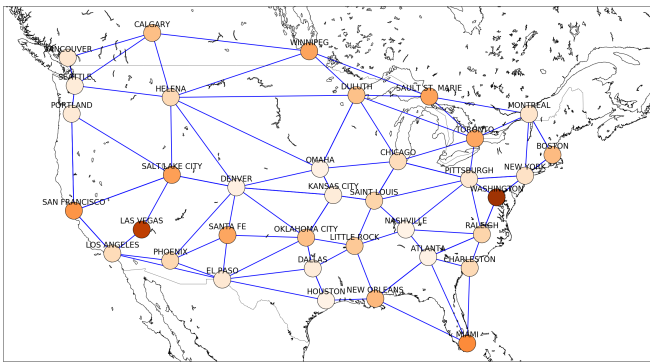 CALGARY
WINNIPEG
VANCOUVER
SEATTLE
HELENA
DULUTH
SAULT ST. MARIE
PORTLAND
MONTREAL
TORONTO
BOSTON
CHICAGO
OMAHA
SALT LAKE CITY
PITTSBURGH
NEW YORK
DENVER
KANSAS CITY
SAINT LOUIS
WASHINGTON
SAN FRANCISCO
LAS VEGAS
SANTA FE
OKLAHOMA CITY
NASHVILLE
RALEIGH
LITTLE ROCK
LOS ANGELES
PHOENIX
ATLANTA
DALLAS
CHARLESTON
EL PASO
HOUSTON
NEW ORLEANS
MIAMI